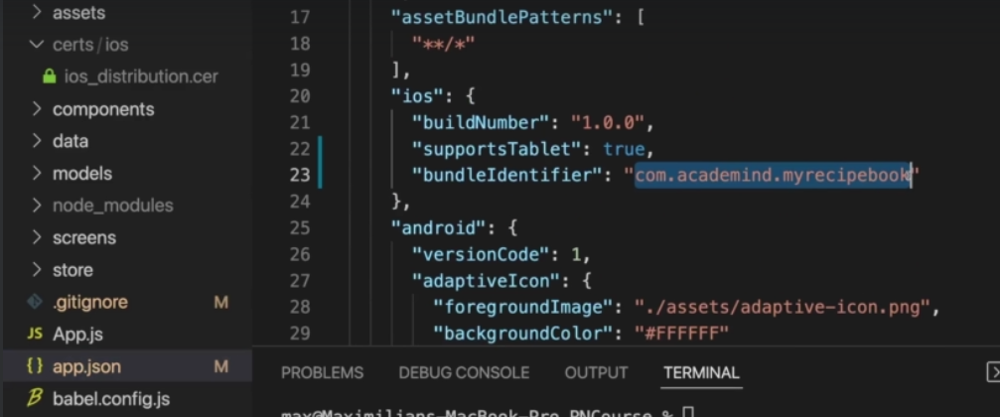 assets
certs / ios
ios_distribution.cer
components
data
models
node_modules
screens
store
.gitignore M
JS App.js
{} app.json M
babel.config.js
17 "assetBundlePatterns": [
18 "**/*"
19 ],
20 "ios": {
21 "buildNumber": "1.0.0",
22 "supportsTablet": true,
23 "bundleIdentifier": "com.academind.myrecipebook"
24 },
25 "android": {
26 "versionCode": 1,
27 "adaptiveIcon": {
28 "foregroundImage": "./assets/adaptive-icon.png",
29 "backgroundColor": "#FFFFFF"
PROBLEMS DEBUG CONSOLE OUTPUT TERMINAL
max@Maximilians-MacBook-Pro RNCourse %